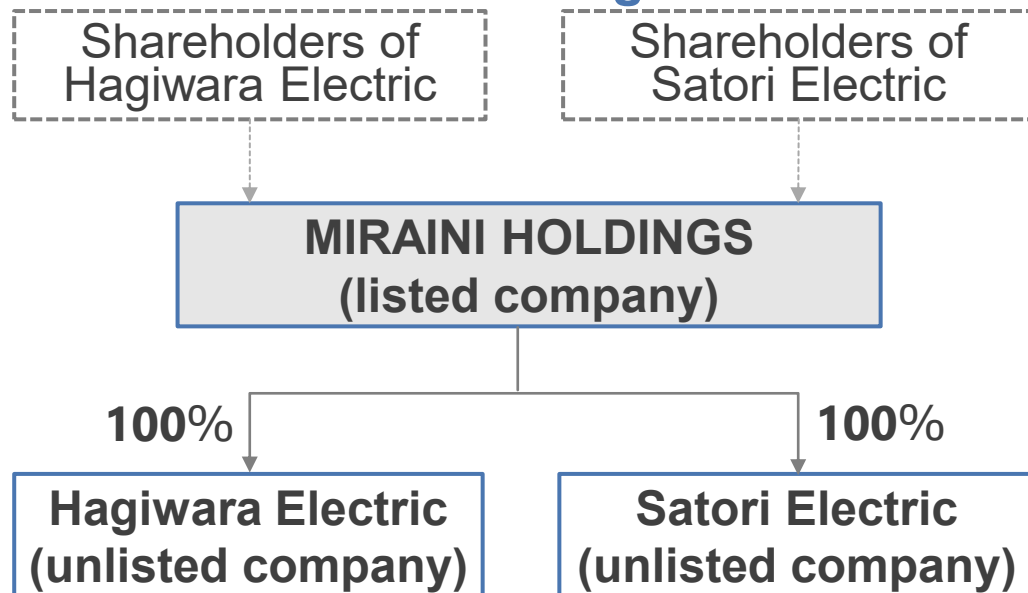 Shareholders of
Hagiwara Electric
Shareholders of
Satori Electric
MIRAINI HOLDINGS
(listed company)
100%
100%
Hagiwara Electric
(unlisted company)
Satori Electric
(unlisted company)